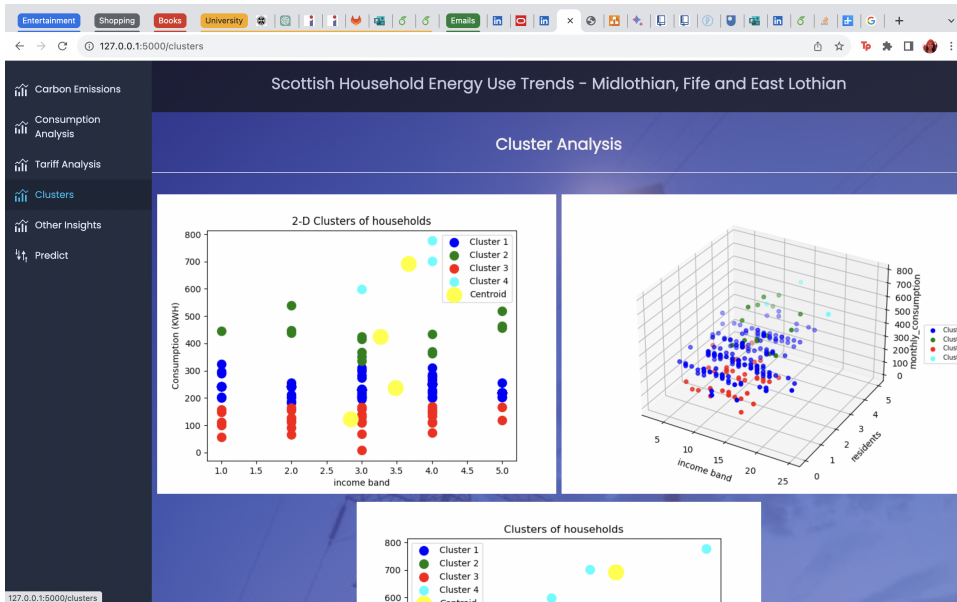 Entertainment Shopping Books University Emails
127.0.0.1:5000/clusters
Scottish Household Energy Use Trends - Midlothian, Fife and East Lothian
Carbon Emissions
Consumption
Analysis
Tariff Analysis
Clusters
Other Insights
Predict
Cluster Analysis
2-D Clusters of households
800
700
600
500
400
300
200
100
0
Consumption (KWH)
1.0 1.5 2.0 2.5 3.0 3.5 4.0 4.5 5.0
income band
Cluster 1
Cluster 2
Cluster 3
Cluster 4
Centroid
800
700
600
500
400
300
200
100
0
monthly_consumption
5
4
3
2
1
0
residents
5 10 15 20 25
income band
Clus
Clus
Clus
Clus
Clusters of households
800
700
600
Cluster 1
Cluster 2
Cluster 3
Cluster 4
Centroid
127.0.0.1:5000/clusters